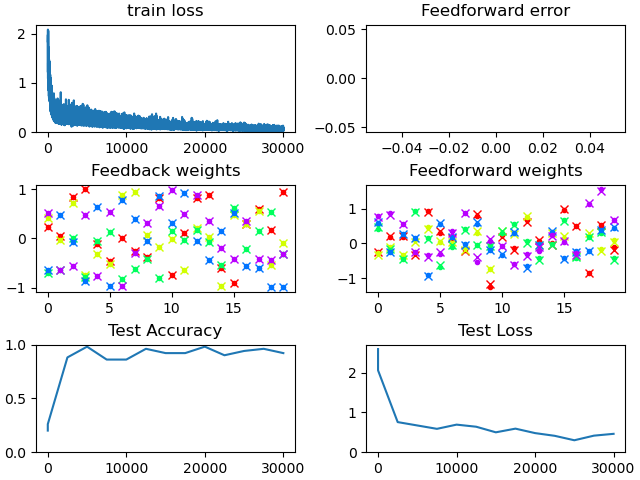 train loss
2
1
0
0 10000 20000 30000
Feedforward error
0.05
0.00
−0.05
−0.04 −0.02 0.00 0.02 0.04
Feedback weights
1
0
−1
0 5 10 15
Feedforward weights
1
0
−1
0 5 10 15
Test Accuracy
1.0
0.5
0.0
0 10000 20000 30000
Test Loss
2
1
0
0 10000 20000 30000